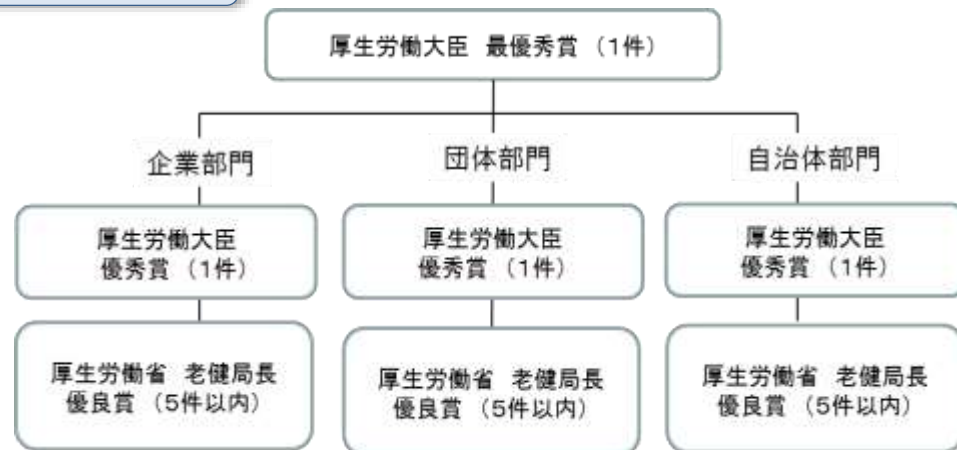 厚生労働大臣 最優秀賞 (1件)
企業部門
団体部門
自治体部門
厚生労働大臣
優秀賞 (1件)
厚生労働大臣
優秀賞 (1件)
厚生労働大臣
優秀賞 (1件)
厚生労働省 老健局長
優良賞 (5件以内)
厚生労働省 老健局長
優良賞 (5件以内)
厚生労働省 老健局長
優良賞 (5件以内)